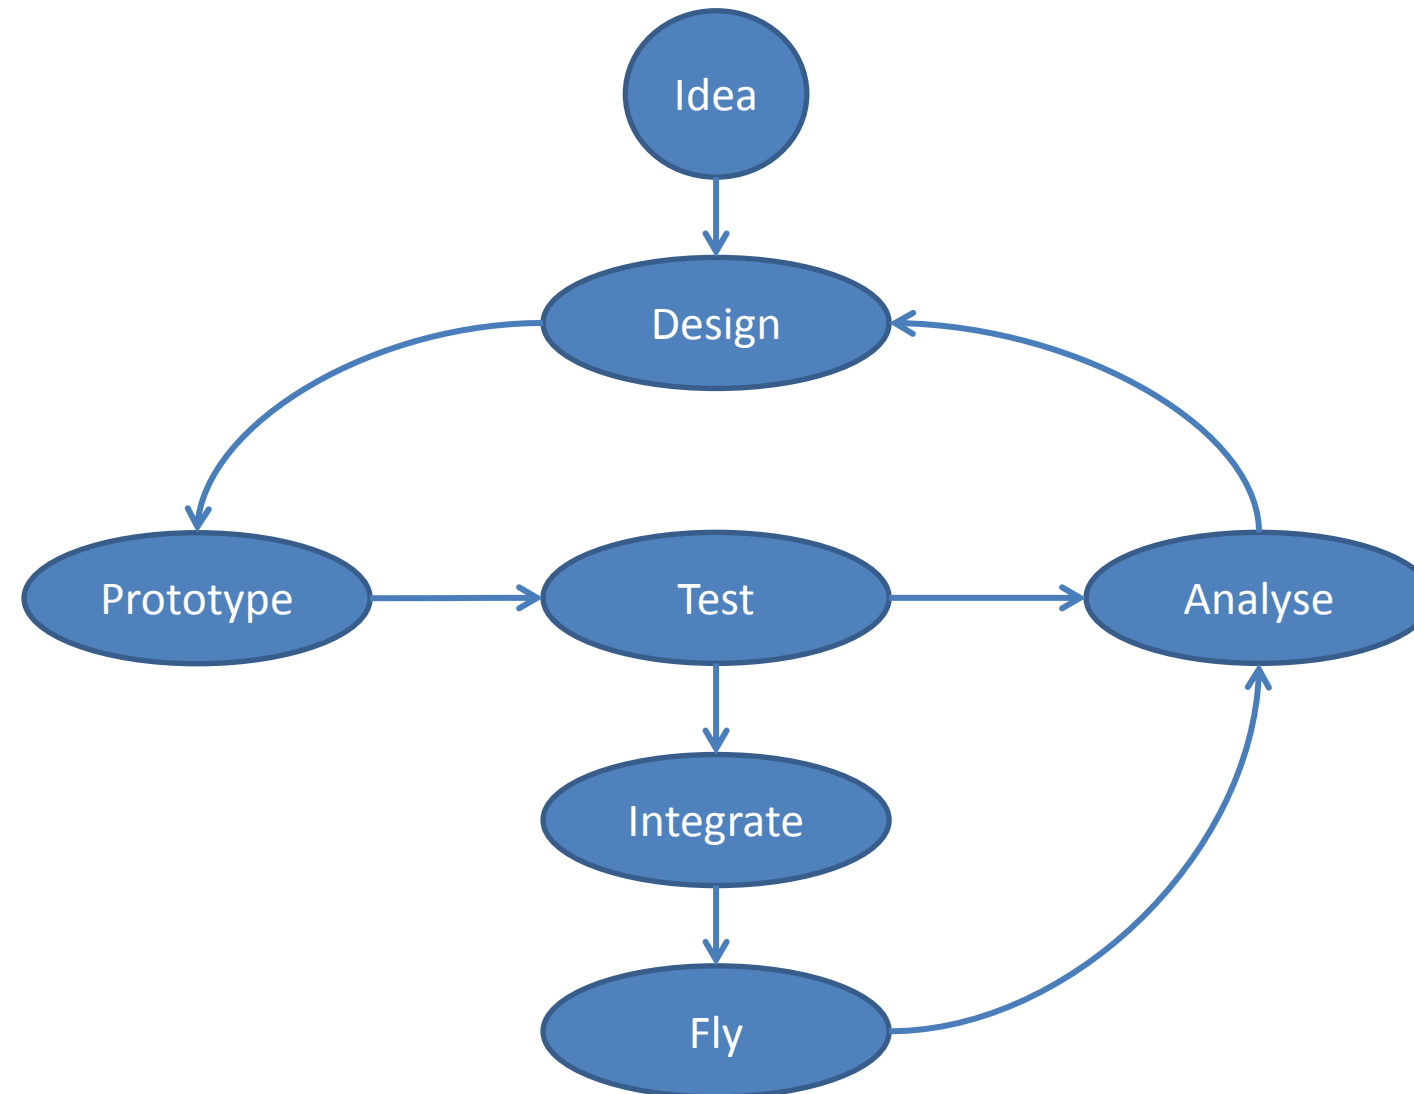 Idea
Design
Prototype
Test
Analyse
Integrate
Fly